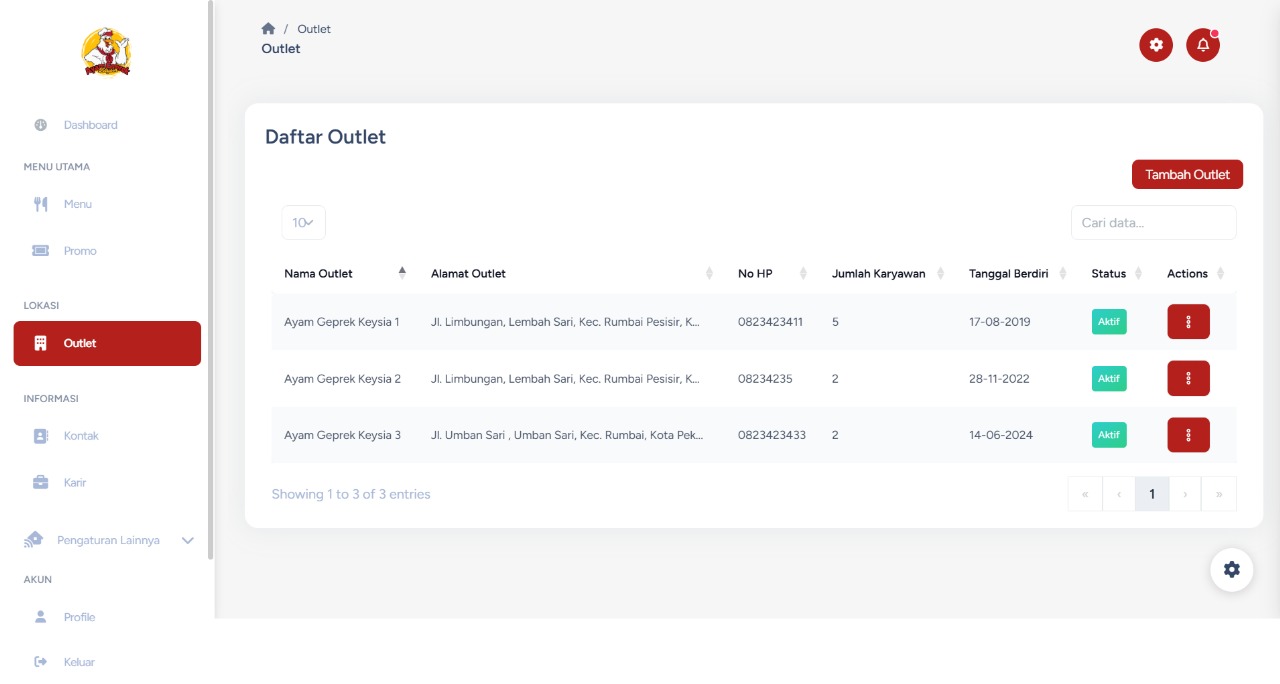 / Outlet
Outlet
Dashboard
MENU UTAMA
Menu
Promo
LOKASI
Outlet
INFORMASI
Kontak
Karir
Pengaturan Lainnya
AKUN
Profile
Keluar
Daftar Outlet
Tambah Outlet
10
Cari data...
Nama Outlet Alamat Outlet No HP Jumlah Karyawan Tanggal Berdiri Status Actions
Ayam Geprek Keysia 1 Jl. Limbungan, Lembah Sari, Kec. Rumbai Pesisir, K... 0823423411 5 17-08-2019 Aktif
Ayam Geprek Keysia 2 Jl. Limbungan, Lembah Sari, Kec. Rumbai Pesisir, K... 08234235 2 28-11-2022 Aktif
Ayam Geprek Keysia 3 Jl. Umban Sari , Umban Sari, Kec. Rumbai, Kota Pek... 0823423433 2 14-06-2024 Aktif
Showing 1 to 3 of 3 entries
« ‹ 1 › »